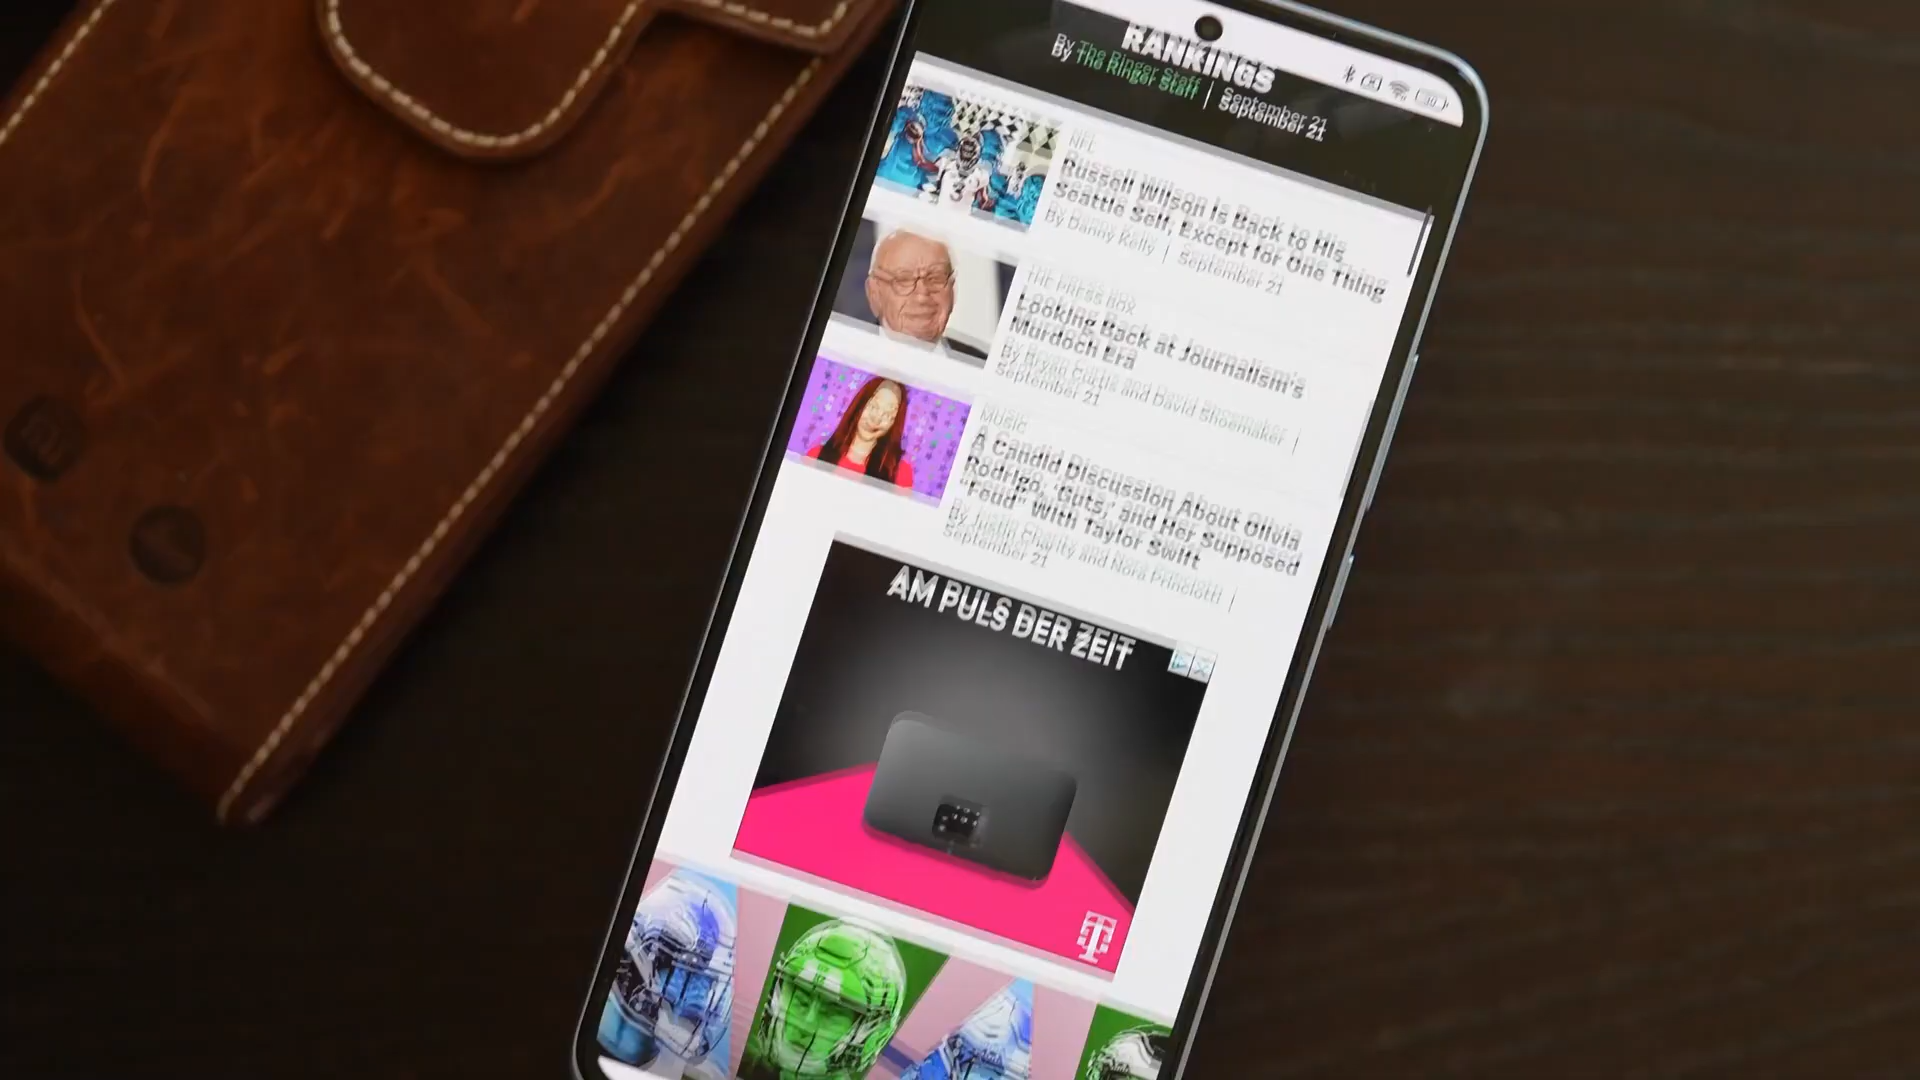 RANKINGS
By The Ringer Staff | September 21
NFL
Russell Wilson Is Back to His
Seattle Self, Except for One Thing
By Danny Kelly | September 21
THE PRESS BOX
Looking Back at Journalism's
Murdoch Era
By Bryan Curtis and David Shoemaker |
September 21
MUSIC
A Candid Discussion About Olivia
Rodrigo, ‘Guts,’ and Her Supposed
“Feud” With Taylor Swift
By Justin Charity and Nora Princiotti |
September 21
AM PULS DER ZEIT
T